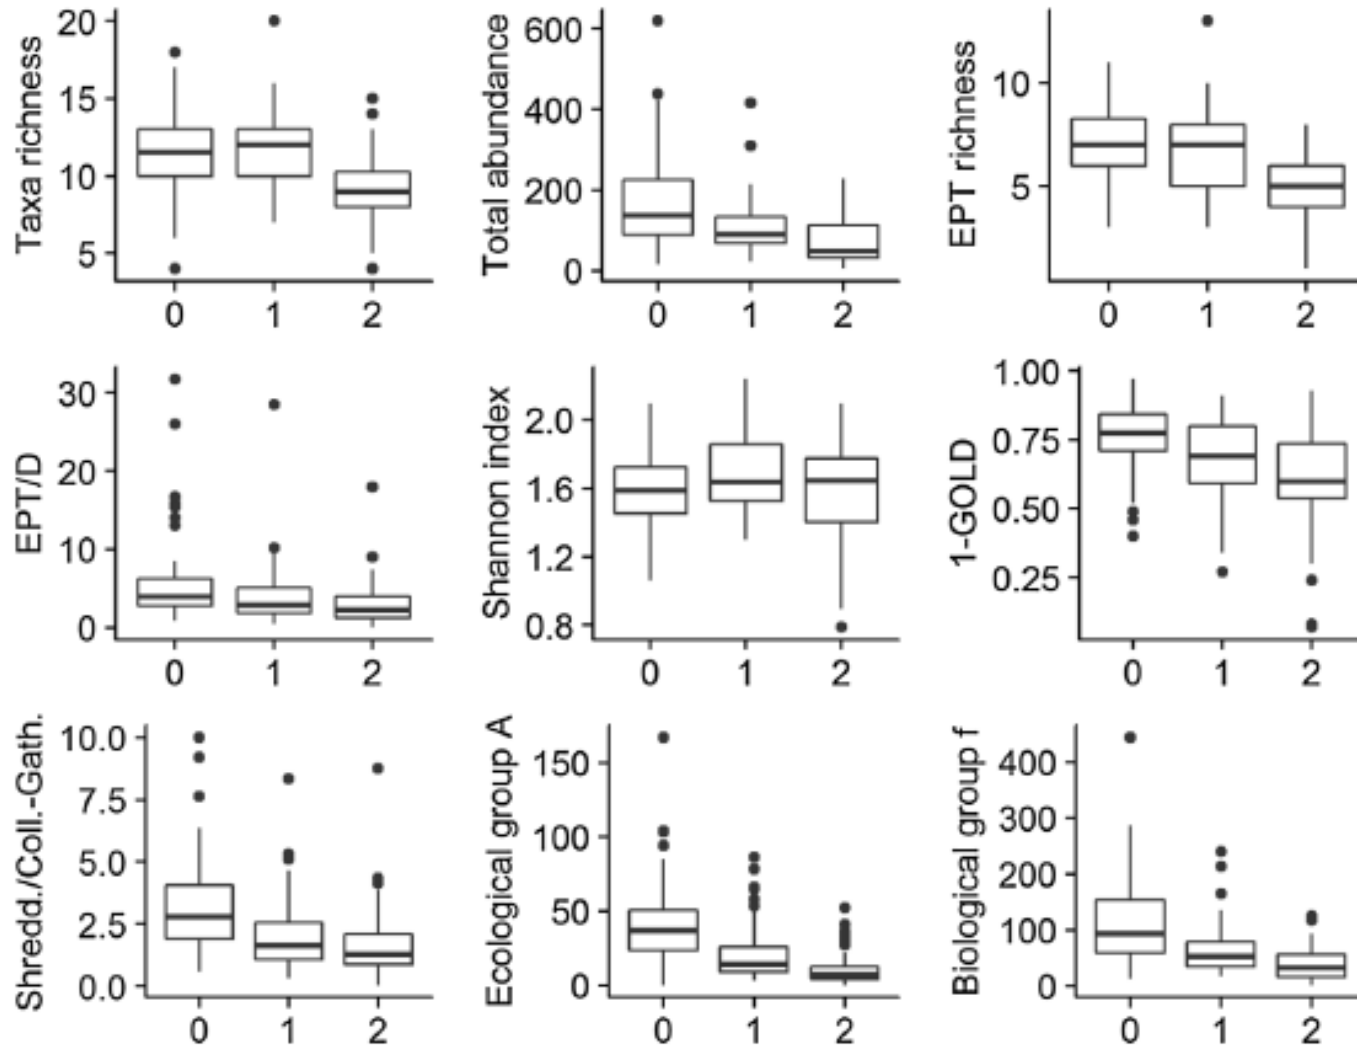 Taxa richness
20
15
10
5
0 1 2
Total abundance
600
400
200
0
0 1 2
EPT richness
10
5
0 1 2
EPT/D
30
20
10
0
0 1 2
Shannon index
2.0
1.6
1.2
0.8
0 1 2
1-GOLD
1.00
0.75
0.50
0.25
0 1 2
Shredd./Coll.-Gath.
10.0
7.5
5.0
2.5
0.0
0 1 2
Ecological group A
150
100
50
0
0 1 2
Biological group f
400
300
200
100
0
0 1 2